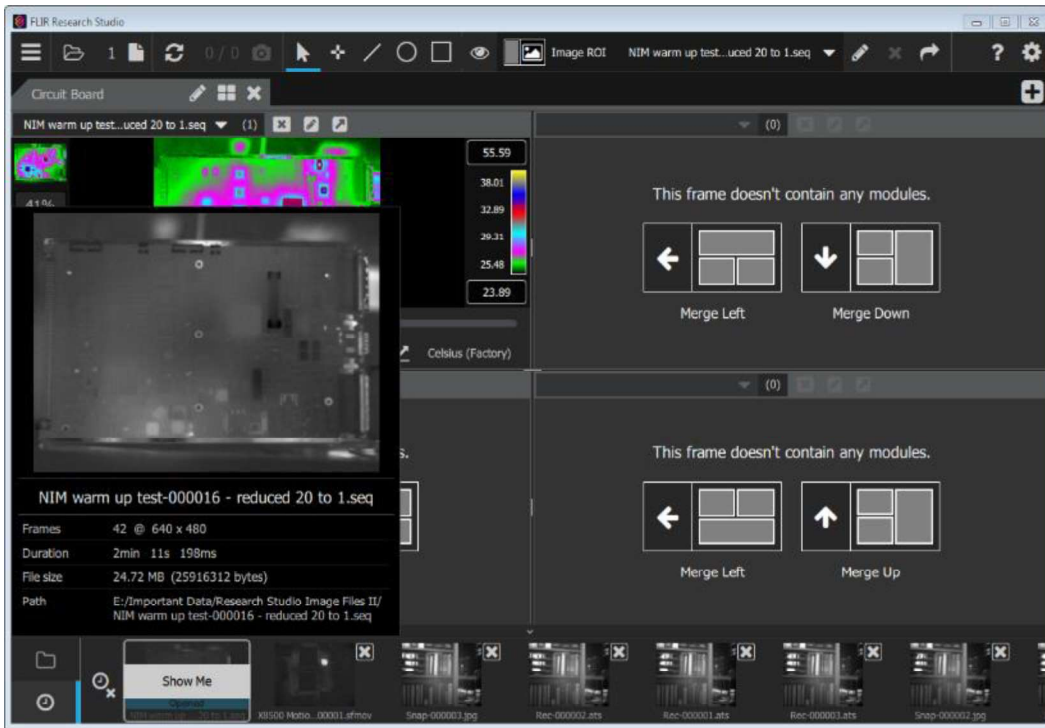 FLIR Research Studio
1
0 / 0
Image ROI
NIM warm up test...uced 20 to 1.seq
?
Circuit Board
NIM warm up test...uced 20 to 1.seq
(1)
(0)
55.59
38.01
32.89
29.31
25.48
23.89
41%
Celsius (Factory)
This frame doesn't contain any modules.
Merge Left
Merge Down
(0)
s.
This frame doesn't contain any modules.
Merge Left
Merge Up
NIM warm up test-000016 - reduced 20 to 1.seq
Frames 42 @ 640 x 480
Duration 2min 11s 198ms
File size 24.72 MB (25916312 bytes)
Path E:/Important Data/Research Studio Image Files II/
NIM warm up test-000016 - reduced 20 to 1.seq
Show Me
Opened
X8500 Motio...00001.sfmov
Snap-000003.jpg
Rec-000002.ats
Rec-000001.ats
Rec-000003.ats
Snap-000002.jpg